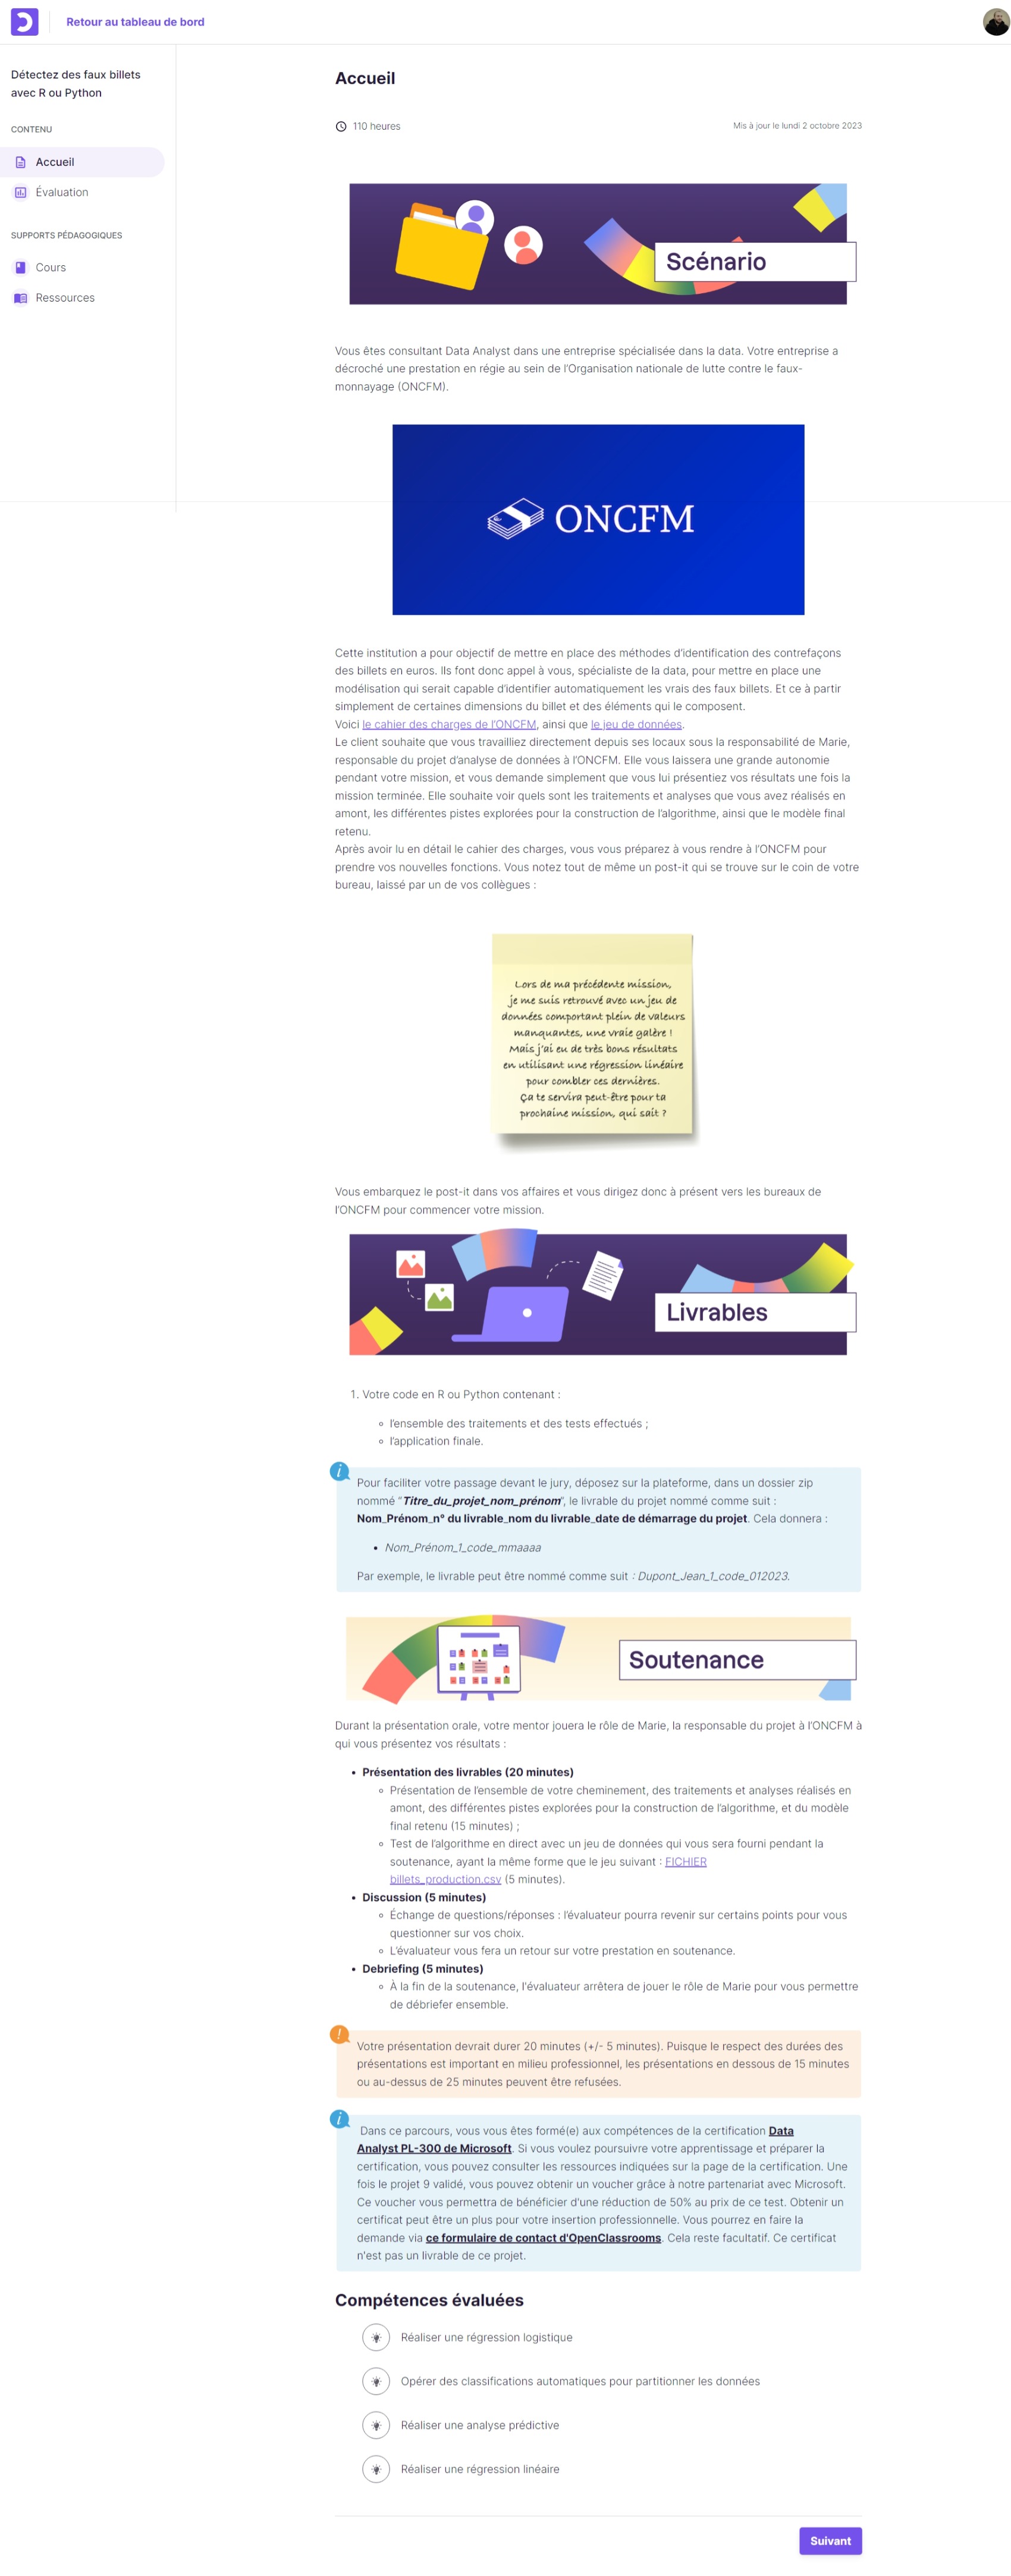 Retour au tableau de bord
Détectez des faux billets
avec R ou Python
CONTENU
Accueil
Évaluation
SUPPORTS PÉDAGOGIQUES
Cours
Ressources
Accueil
110 heures
Mis à jour le lundi 2 octobre 2023
Scénario
Vous êtes consultant Data Analyst dans une entreprise spécialisée dans la data. Votre entreprise a
décroché une prestation en régie au sein de l'Organisation nationale de lutte contre le faux-
monnayage (ONCFM).
ONCFM
Cette institution a pour objectif de mettre en place des méthodes d'identification des contrefaçons
des billets en euros. Ils font donc appel à vous, spécialiste de la data, pour mettre en place une
modélisation qui serait capable d'identifier automatiquement les vrais des faux billets. Et ce à partir
simplement de certaines dimensions du billet et des éléments qui le composent.
Voici le cahier des charges de l'ONCFM, ainsi que le jeu de données.
Le client souhaite que vous travailliez directement depuis ses locaux sous la responsabilité de Marie,
responsable du projet d'analyse de données à l'ONCFM. Elle vous laissera une grande autonomie
pendant votre mission, et vous demande simplement que vous lui présentiez vos résultats une fois la
mission terminée. Elle souhaite voir quels sont les traitements et analyses que vous avez réalisés en
amont, les différentes pistes explorées pour la construction de l'algorithme, ainsi que le modèle final
retenu.
Après avoir lu en détail le cahier des charges, vous vous préparez à vous rendre à l'ONCFM pour
prendre vos nouvelles fonctions. Vous notez tout de même un post-it qui se trouve sur le coin de votre
bureau, laissé par un de vos collègues :
Lors de ma précédente mission,
je me suis retrouvé avec un jeu de
données comportant plein de valeurs
manquantes, une vraie galère !
Mais j'ai eu de très bons résultats
en utilisant une régression linéaire
pour combler ces dernières.
Ça te servira peut-être pour ta
prochaine mission, qui sait ?
Vous embarquez le post-it dans vos affaires et vous dirigez donc à présent vers les bureaux de
l'ONCFM pour commencer votre mission.
Livrables
1. Votre code en R ou Python contenant :
l'ensemble des traitements et des tests effectués ;
l'application finale.
Pour faciliter votre passage devant le jury, déposez sur la plateforme, dans un dossier zip
nommé "Titre_du_projet_nom_prénom", le livrable du projet nommé comme suit :
Nom_Prénom_n° du livrable_nom du livrable_date de démarrage du projet. Cela donnera :
Nom_Prénom_1_code_mmaaaa
Par exemple, le livrable peut être nommé comme suit : Dupont_Jean_1_code_012023.
Soutenance
Durant la présentation orale, votre mentor jouera le rôle de Marie, la responsable du projet à l'ONCFM à
qui vous présentez vos résultats :
Présentation des livrables (20 minutes)
Présentation de l'ensemble de votre cheminement, des traitements et analyses réalisés en
amont, des différentes pistes explorées pour la construction de l'algorithme, et du modèle
final retenu (15 minutes) ;
Test de l'algorithme en direct avec un jeu de données qui vous sera fourni pendant la
soutenance, ayant la même forme que le jeu suivant : FICHIER
billets_production.csv (5 minutes).
Discussion (5 minutes)
Échange de questions/réponses : l'évaluateur pourra revenir sur certains points pour vous
questionner sur vos choix.
L'évaluateur vous fera un retour sur votre prestation en soutenance.
Debriefing (5 minutes)
À la fin de la soutenance, l'évaluateur arrêtera de jouer le rôle de Marie pour vous permettre
de débriefer ensemble.
Votre présentation devrait durer 20 minutes (+/- 5 minutes). Puisque le respect des durées des
présentations est important en milieu professionnel, les présentations en dessous de 15 minutes
ou au-dessus de 25 minutes peuvent être refusées.
Dans ce parcours, vous vous êtes formé(e) aux compétences de la certification Data
Analyst PL-300 de Microsoft. Si vous voulez poursuivre votre apprentissage et préparer la
certification, vous pouvez consulter les ressources indiquées sur la page de la certification. Une
fois le projet 9 validé, vous pouvez obtenir un voucher grâce à notre partenariat avec Microsoft.
Ce voucher vous permettra de bénéficier d'une réduction de 50% au prix de ce test. Obtenir un
certificat peut être un plus pour votre insertion professionnelle. Vous pourrez en faire la
demande via ce formulaire de contact d'OpenClassrooms. Cela reste facultatif. Ce certificat
n'est pas un livrable de ce projet.
Compétences évaluées
Réaliser une régression logistique
Opérer des classifications automatiques pour partitionner les données
Réaliser une analyse prédictive
Réaliser une régression linéaire
Suivant